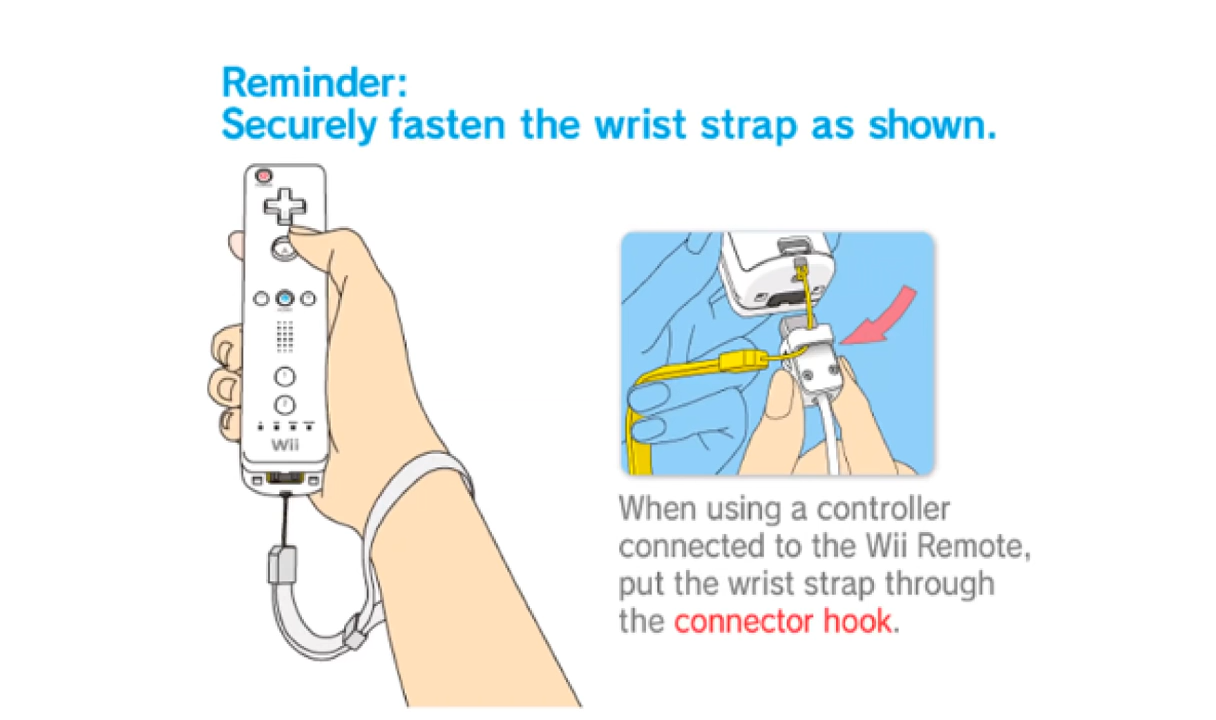 Reminder:
Securely fasten the wrist strap as shown.
Wii
When using a controller
connected to the Wii Remote,
put the wrist strap through
the connector hook.